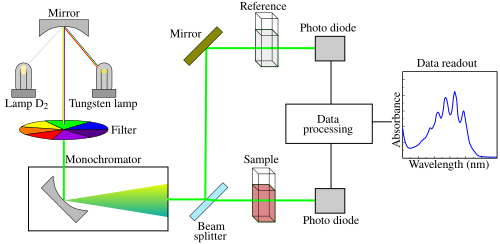 Mirror
Reference
Mirror
Photo diode
Lamp D₂
Tungsten lamp
Filter
Data readout
Absorbance
Data
processing
Wavelength (nm)
Monochromator
Sample
Beam
splitter
Photo diode